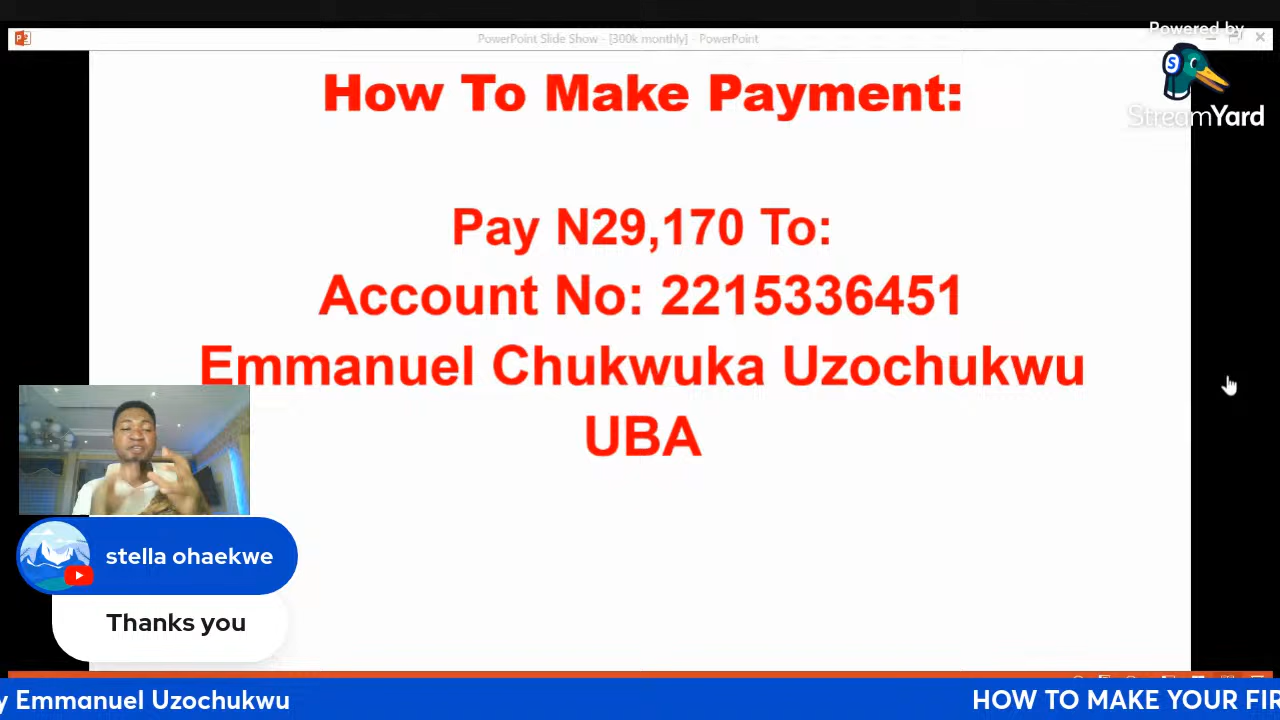 PowerPoint Slide Show - [300k monthly] - PowerPoint
Powered by
StreamYard
How To Make Payment:
Pay N29,170 To:
Account No: 2215336451
Emmanuel Chukwuka Uzochukwu
UBA
stella ohaekwe
Thanks you
y Emmanuel Uzochukwu
HOW TO MAKE YOUR FIR